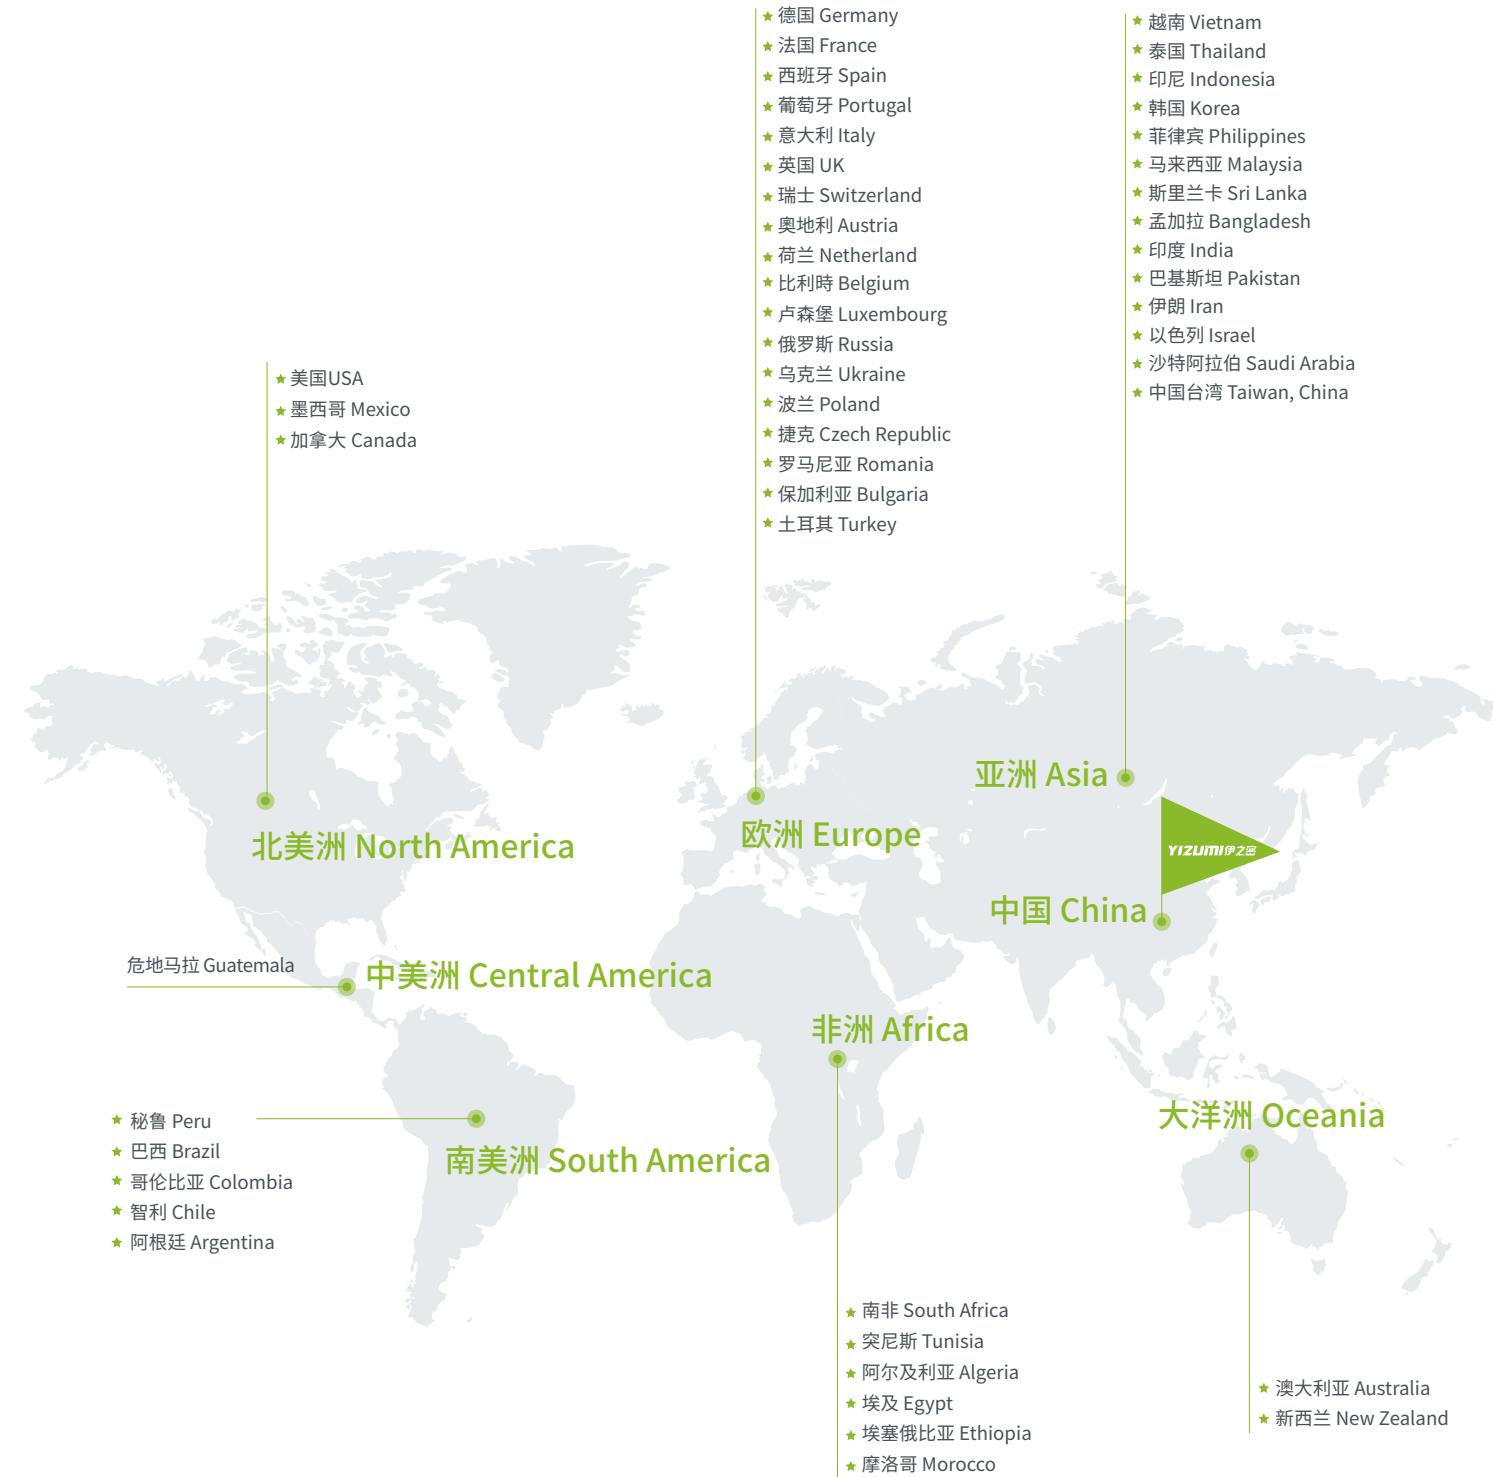 德国 Germany
法国 France
西班牙 Spain
葡萄牙 Portugal
意大利 Italy
英国 UK
瑞士 Switzerland
奥地利 Austria
荷兰 Netherland
比利時 Belgium
卢森堡 Luxembourg
俄罗斯 Russia
乌克兰 Ukraine
波兰 Poland
捷克 Czech Republic
罗马尼亚 Romania
保加利亚 Bulgaria
土耳其 Turkey
越南 Vietnam
泰国 Thailand
印尼 Indonesia
韩国 Korea
菲律宾 Philippines
马来西亚 Malaysia
斯里兰卡 Sri Lanka
孟加拉 Bangladesh
印度 India
巴基斯坦 Pakistan
伊朗 Iran
以色列 Israel
沙特阿拉伯 Saudi Arabia
中国台湾 Taiwan, China
美国USA
墨西哥 Mexico
加拿大 Canada
亚洲 Asia
欧洲 Europe
北美洲 North America
YIZUMI伊之密
中国 China
危地马拉 Guatemala
中美洲 Central America
非洲 Africa
大洋洲 Oceania
南美洲 South America
秘鲁 Peru
巴西 Brazil
哥伦比亚 Colombia
智利 Chile
阿根廷 Argentina
南非 South Africa
突尼斯 Tunisia
阿尔及利亚 Algeria
埃及 Egypt
埃塞俄比亚 Ethiopia
摩洛哥 Morocco
澳大利亚 Australia
新西兰 New Zealand